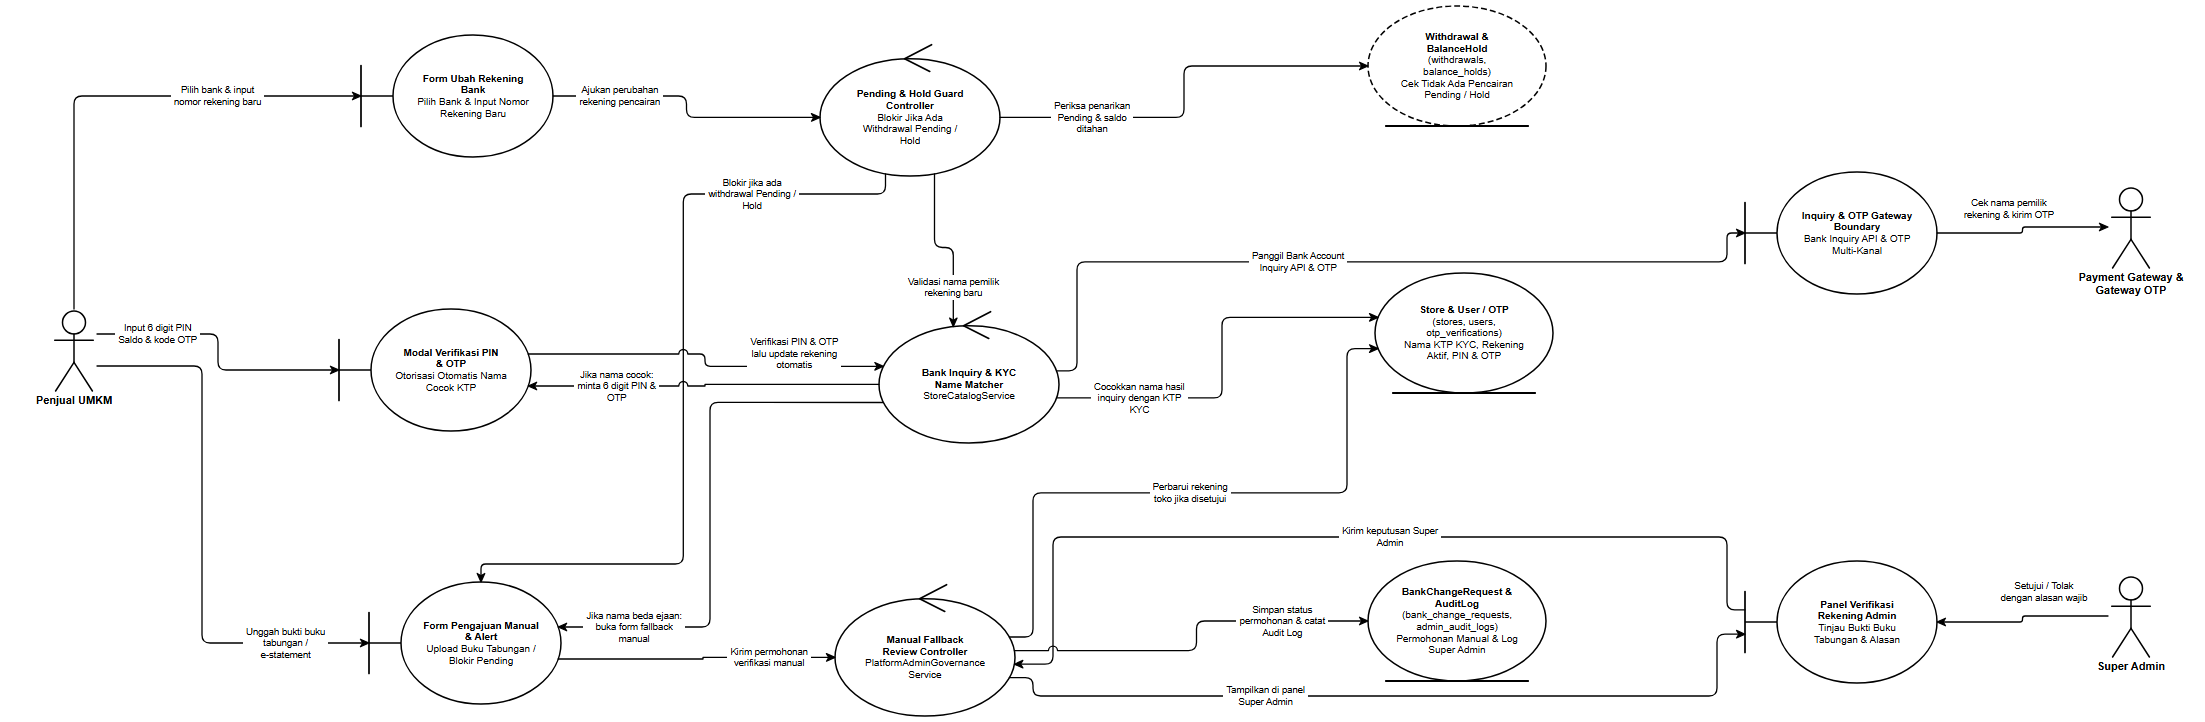 Withdrawal &
BalanceHold
(withdrawals,
balance_holds)
Cek Tidak Ada Pencairan
Pending / Hold
Form Ubah Rekening
Bank
Pilih Bank & Input Nomor
Rekening Baru
Pilih bank & input
nomor rekening baru
Ajukan perubahan
rekening pencairan
Pending & Hold Guard
Controller
Blokir Jika Ada
Withdrawal Pending /
Hold
Periksa penarikan
Pending & saldo
ditahan
Blokir jika ada
withdrawal Pending /
Hold
Inquiry & OTP Gateway
Boundary
Bank Inquiry API & OTP
Multi-Kanal
Cek nama pemilik
rekening & kirim OTP
Payment Gateway &
Gateway OTP
Panggil Bank Account
Inquiry API & OTP
Validasi nama pemilik
rekening baru
Store & User / OTP
(stores, users,
otp_verifications)
Nama KTP KYC, Rekening
Aktif, PIN & OTP
Penjual UMKM
Input 6 digit PIN
Saldo & kode OTP
Modal Verifikasi PIN
& OTP
Otorisasi Otomatis Nama
Cocok KTP
Verifikasi PIN & OTP
lalu update rekening
otomatis
Jika nama cocok:
minta 6 digit PIN &
OTP
Bank Inquiry & KYC
Name Matcher
StoreCatalogService
Cocokkan nama hasil
inquiry dengan KTP
KYC
Perbarui rekening
toko jika disetujui
Kirim keputusan Super
Admin
Unggah bukti buku
tabungan /
e-statement
Form Pengajuan Manual
& Alert
Upload Buku Tabungan /
Blokir Pending
Jika nama beda ejaan:
buka form fallback
manual
Kirim permohonan
verifikasi manual
Manual Fallback
Review Controller
PlatformAdminGovernance
Service
Simpan status
permohonan & catat
Audit Log
BankChangeRequest &
AuditLog
(bank_change_requests,
admin_audit_logs)
Permohonan Manual & Log
Super Admin
Tampilkan di panel
Super Admin
Panel Verifikasi
Rekening Admin
Tinjau Bukti Buku
Tabungan & Alasan
Setujui / Tolak
dengan alasan wajib
Super Admin